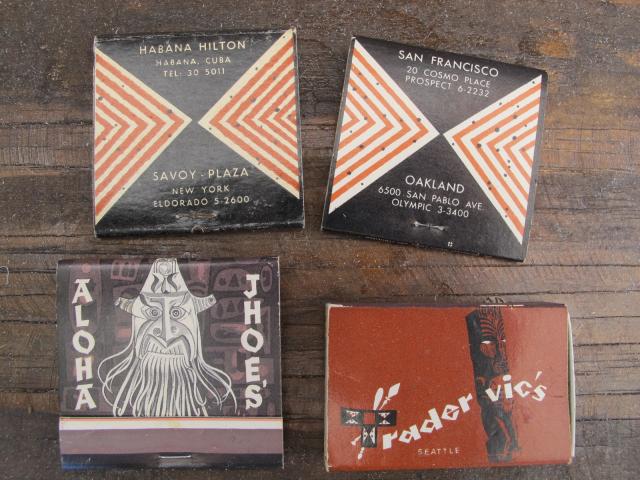 HABANA HILTON
HABANA, CUBA
TEL: 30 5011
SAVOY - PLAZA
NEW YORK
ELDORADO 5-2600
SAN FRANCISCO
20 COSMO PLACE
PROSPECT 6-2232
OAKLAND
6500 SAN PABLO AVE.
OLYMPIC 3-3400
ALOHA
JHOE'S
Trader vic's
SEATTLE